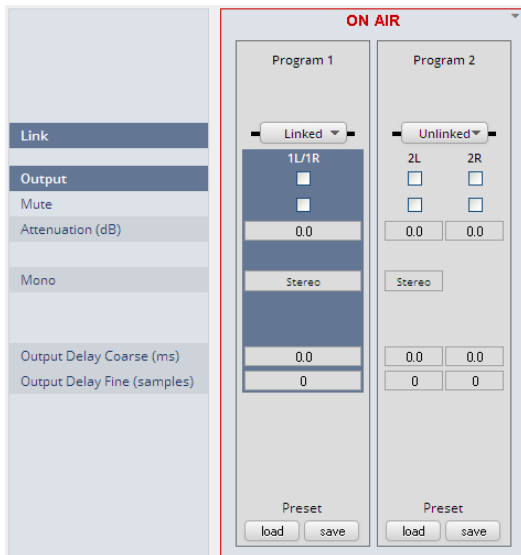 ON AIR
Program 1 Program 2
Link Linked Unlinked
1L/1R 2L 2R
Output
Mute
Attenuation (dB) 0.0 0.0 0.0
Mono Stereo Stereo
Output Delay Coarse (ms) 0.0 0.0 0.0
Output Delay Fine (samples) 0 0 0
Preset Preset
load save load save